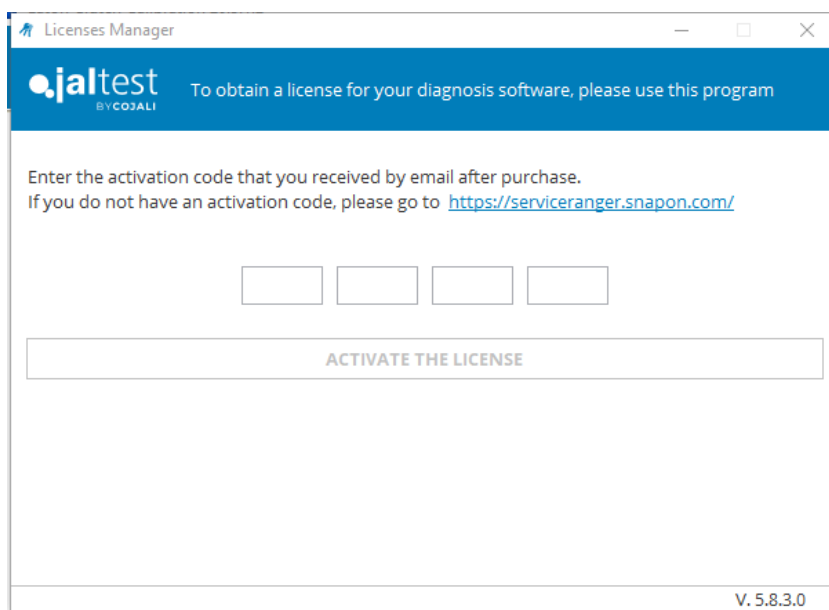 Licenses Manager
jaltest
BY COJALI
To obtain a license for your diagnosis software, please use this program
Enter the activation code that you received by email after purchase.
If you do not have an activation code, please go to https://serviceranger.snapon.com/
ACTIVATE THE LICENSE
V. 5.8.3.0